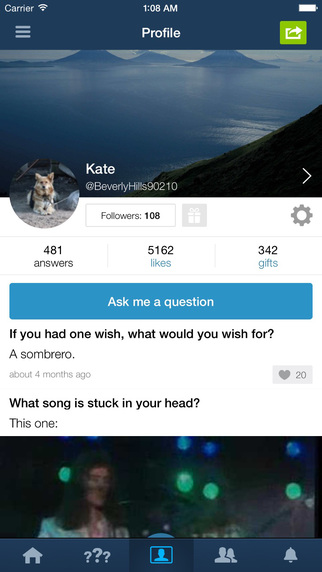 Carrier 1:08 AM
Profile
Kate
@BeverlyHills90210
Followers: 108
481 5162 342
answers likes gifts
Ask me a question
If you had one wish, what would you wish for?
A sombrero.
about 4 months ago 20
What song is stuck in your head?
This one:
???